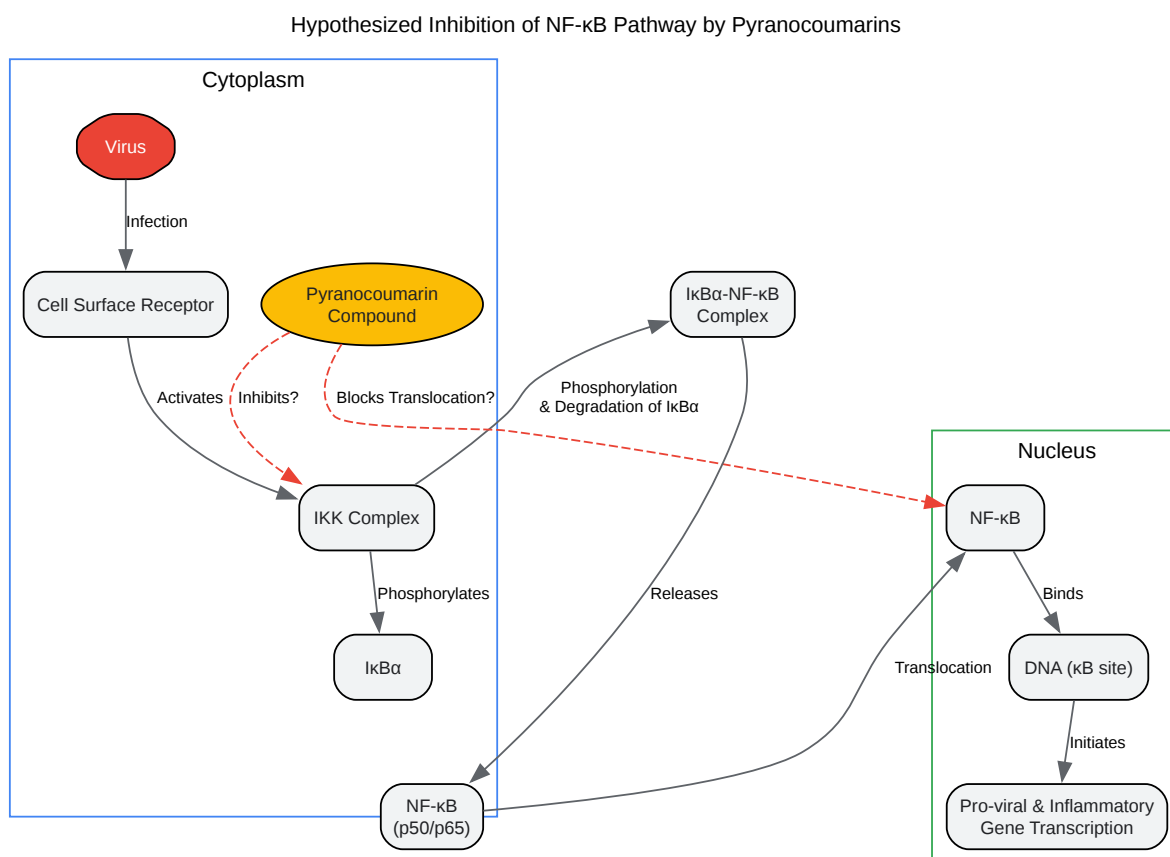 Hypothesized Inhibition of NF-κB Pathway by Pyranocoumarins
Cytoplasm
Virus
Infection
Cell Surface Receptor
Pyranocoumarin
Compound
IκBα-NF-κB
Complex
Activates
Inhibits?
Blocks Translocation?
Phosphorylation
& Degradation of IκBα
Nucleus
IKK Complex
NF-κB
Phosphorylates
Releases
Binds
IκBα
Translocation
DNA (κB site)
Initiates
NF-κB
(p50/p65)
Pro-viral & Inflammatory
Gene Transcription